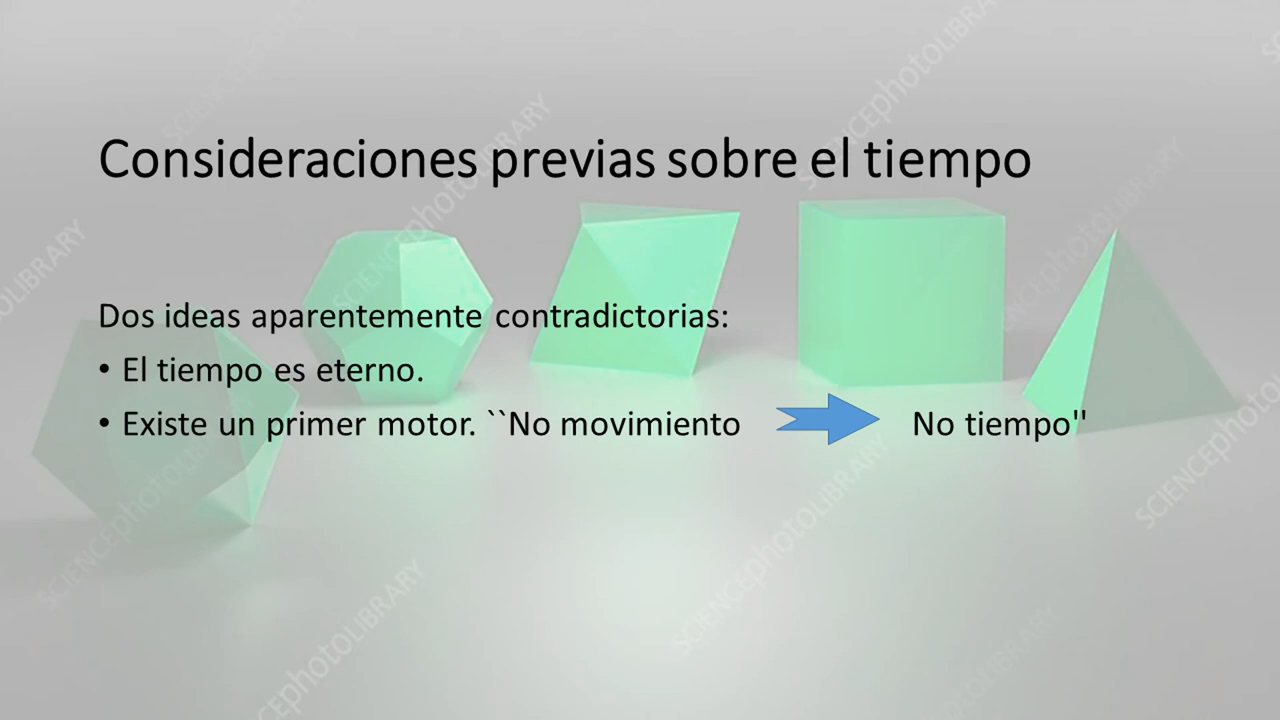 Consideraciones previas sobre el tiempo
Dos ideas aparentemente contradictorias:
• El tiempo es eterno.
• Existe un primer motor. ``No movimiento No tiempo''
SCIENCEphotoLIBRARY